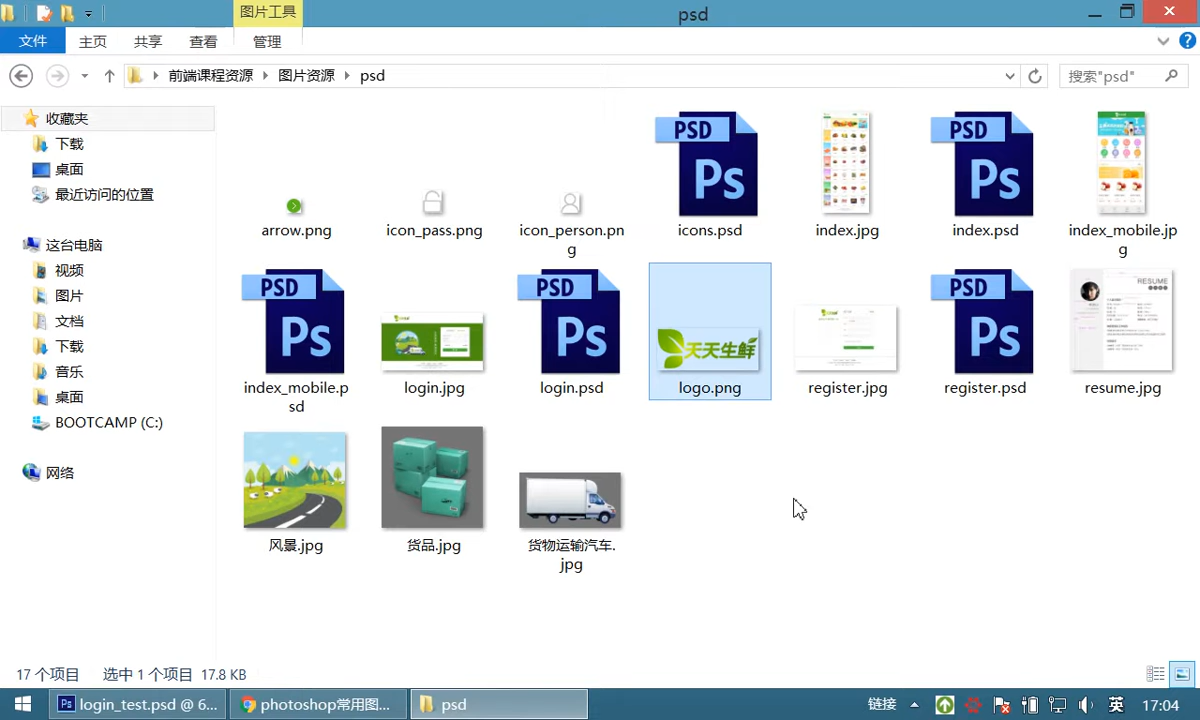 图片工具
psd
文件 主页 共享 查看 管理
前端课程资源 图片资源 psd
搜索"psd"
收藏夹
下载
桌面
最近访问的位置
这台电脑
视频
图片
文档
下载
音乐
桌面
BOOTCAMP (C:)
网络
PSD
Ps
PSD
Ps
arrow.png icon_pass.png icon_person.pn
g
icons.psd index.jpg index.psd index_mobile.jp
g
PSD
Ps
PSD
Ps
天天生鲜
PSD
Ps
RESUME
index_mobile.p
sd
login.jpg login.psd logo.png register.jpg register.psd resume.jpg
风景.jpg 货品.jpg 货物运输汽车.
jpg
17 个项目 选中 1 个项目 17.8 KB
Ps login_test.psd @ 6... photoshop常用图... psd 链接 英 17:04